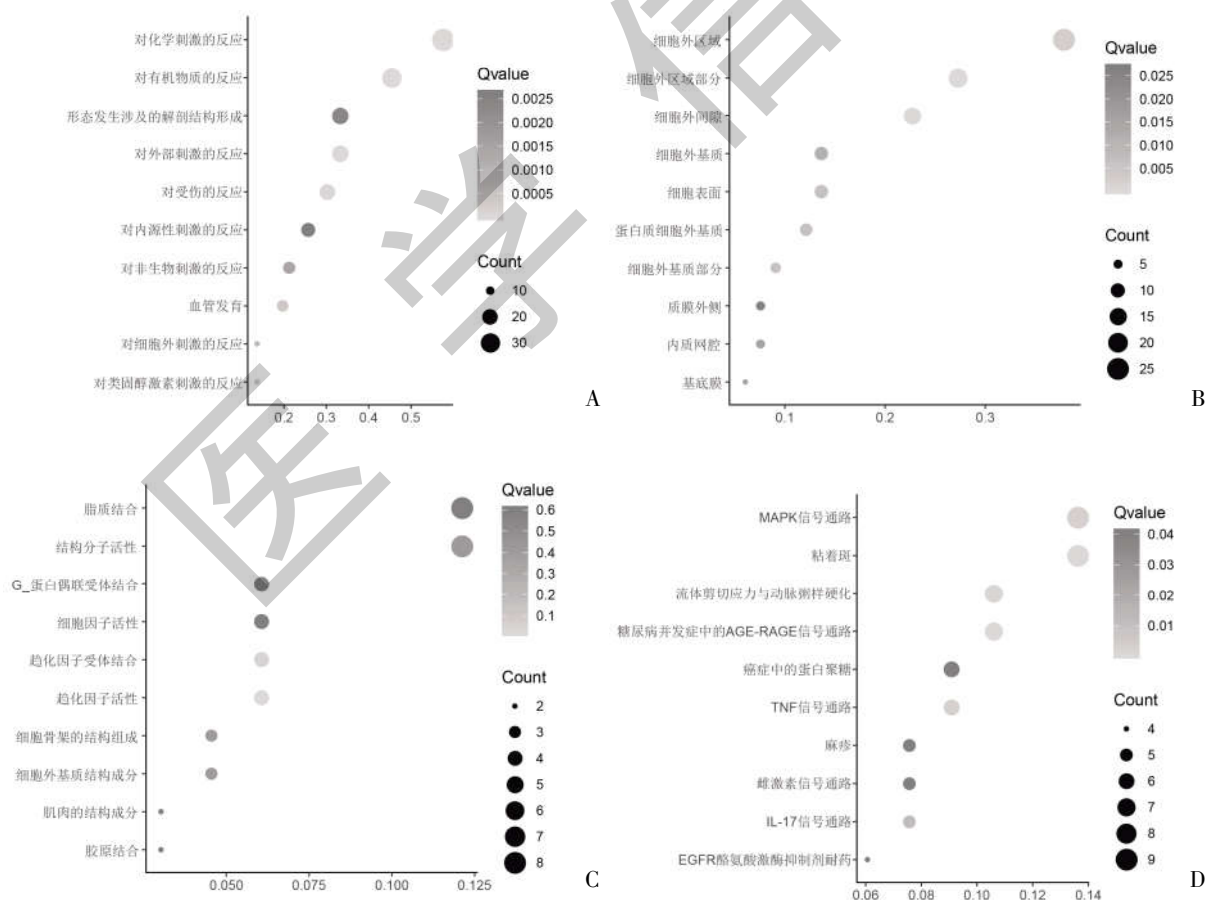 对化学刺激的反应
对有机物质的反应
形态发生涉及的解剖结构形成
对外部刺激的反应
对受伤的反应
对内源性刺激的反应
对非生物刺激的反应
血管发育
对细胞外刺激的反应
对类固醇激素刺激的反应
0.2 0.3 0.4 0.5
Qvalue
0.0025
0.0020
0.0015
0.0010
0.0005
Count
10
20
30
A
细胞外区域
细胞外区域部分
细胞外间隙
细胞外基质
细胞表面
蛋白质细胞外基质
细胞外基质部分
质膜外侧
内质网腔
基底膜
0.1 0.2 0.3
Qvalue
0.025
0.020
0.015
0.010
0.005
Count
5
10
15
20
25
B
脂质结合
结构分子活性
G_蛋白偶联受体结合
细胞因子活性
趋化因子受体结合
趋化因子活性
细胞骨架的结构组成
细胞外基质结构成分
肌肉的结构成分
胶原结合
0.050 0.075 0.100 0.125
Qvalue
0.6
0.5
0.4
0.3
0.2
0.1
Count
2
3
4
5
6
7
8
C
MAPK信号通路
粘着斑
流体剪切应力与动脉粥样硬化
糖尿病并发症中的AGE-RAGE信号通路
癌症中的蛋白聚糖
TNF信号通路
麻疹
雌激素信号通路
IL-17信号通路
EGFR酪氨酸激酶抑制剂耐药
0.06 0.08 0.10 0.12 0.14
Qvalue
0.04
0.03
0.02
0.01
Count
4
5
6
7
8
9
D
医学信